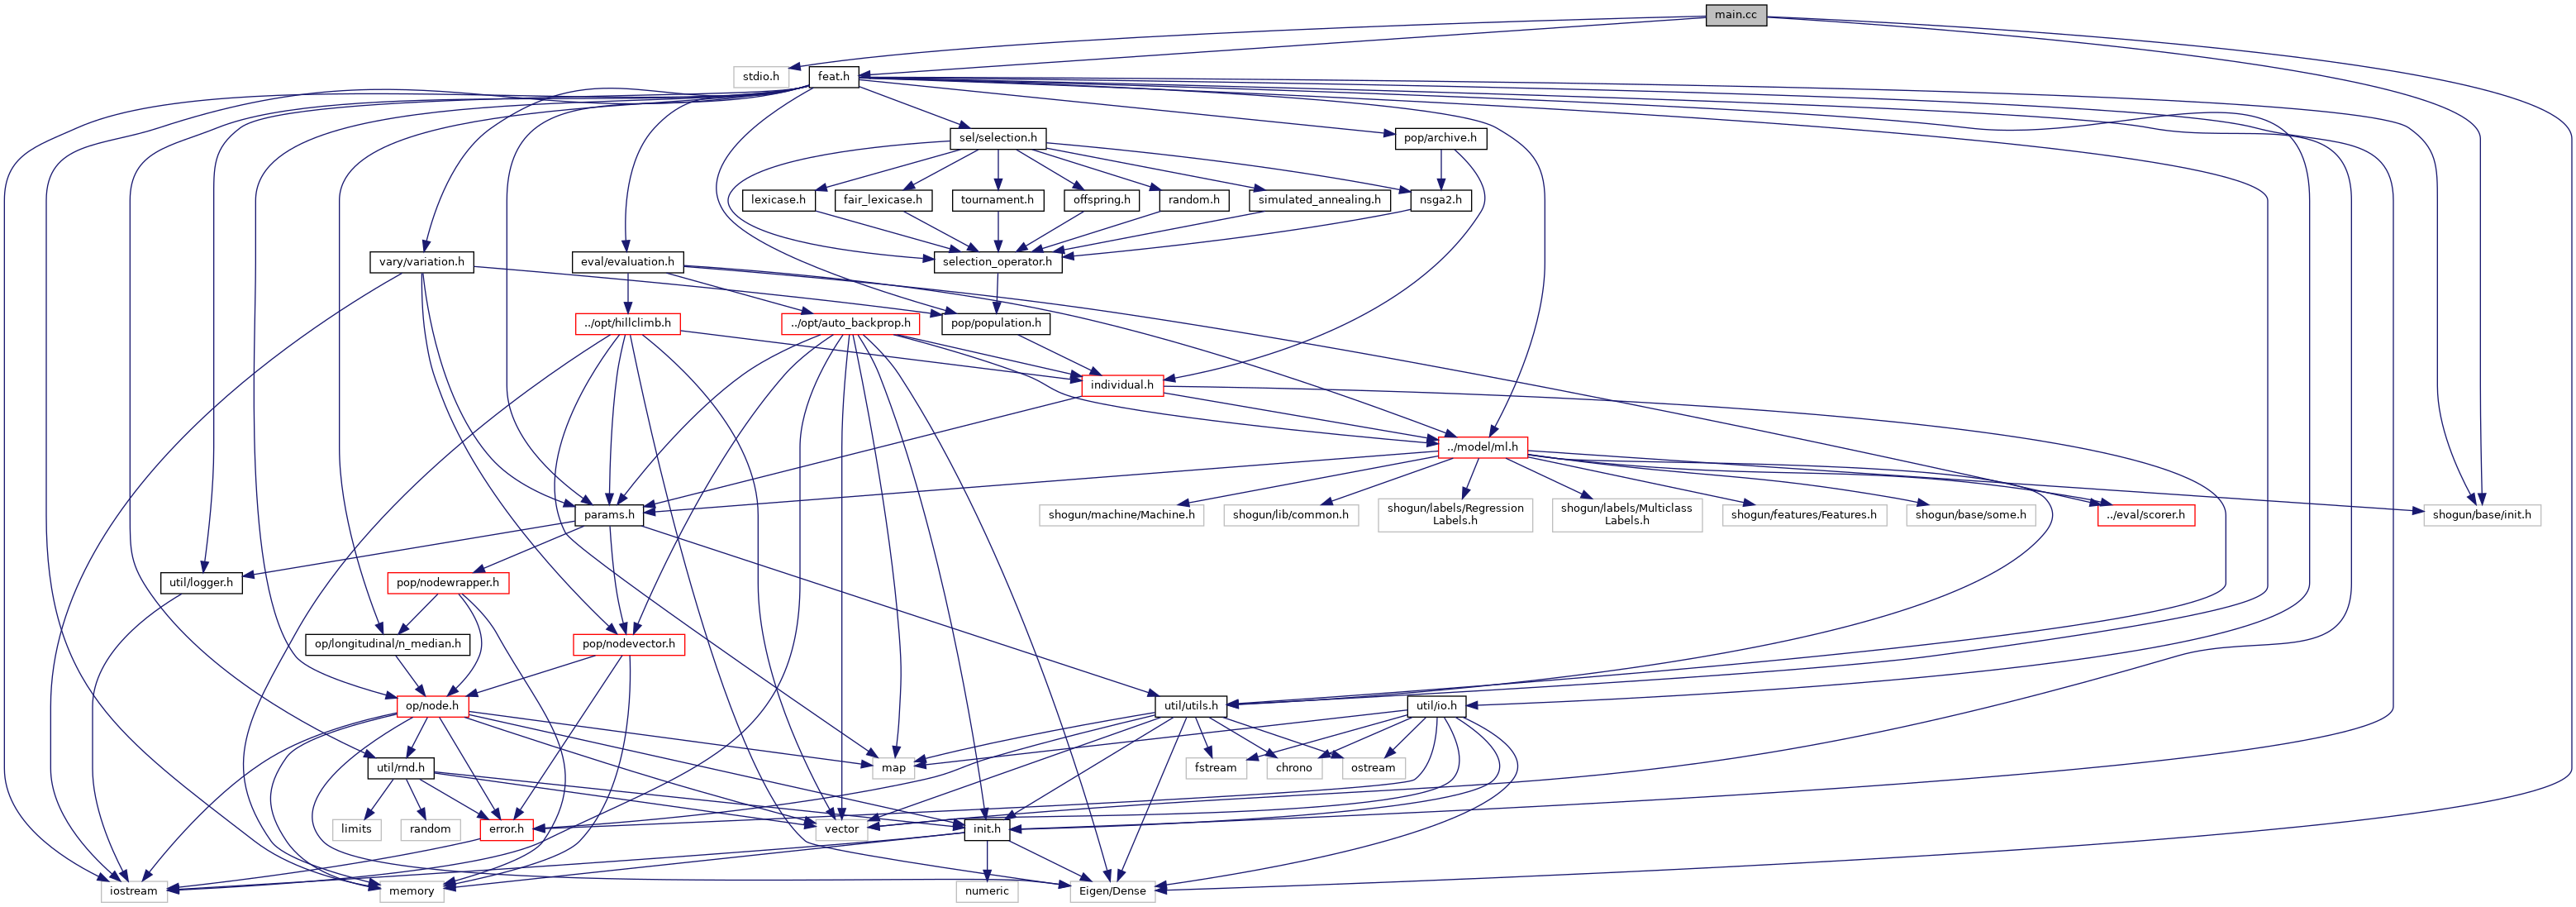 main.cc
stdio.h
feat.h
sel/selection.h
pop/archive.h
lexicase.h
fair_lexicase.h
tournament.h
offspring.h
random.h
simulated_annealing.h
nsga2.h
vary/variation.h
eval/evaluation.h
selection_operator.h
../opt/hillclimb.h
../opt/auto_backprop.h
pop/population.h
individual.h
../model/ml.h
params.h
shogun/machine/Machine.h
shogun/lib/common.h
shogun/labels/Regression
Labels.h
shogun/labels/Multiclass
Labels.h
shogun/features/Features.h
shogun/base/some.h
../eval/scorer.h
shogun/base/init.h
util/logger.h
pop/nodewrapper.h
op/longitudinal/n_median.h
pop/nodevector.h
op/node.h
util/utils.h
util/io.h
util/rnd.h
map
fstream
chrono
ostream
limits
random
error.h
vector
init.h
iostream
memory
numeric
Eigen/Dense